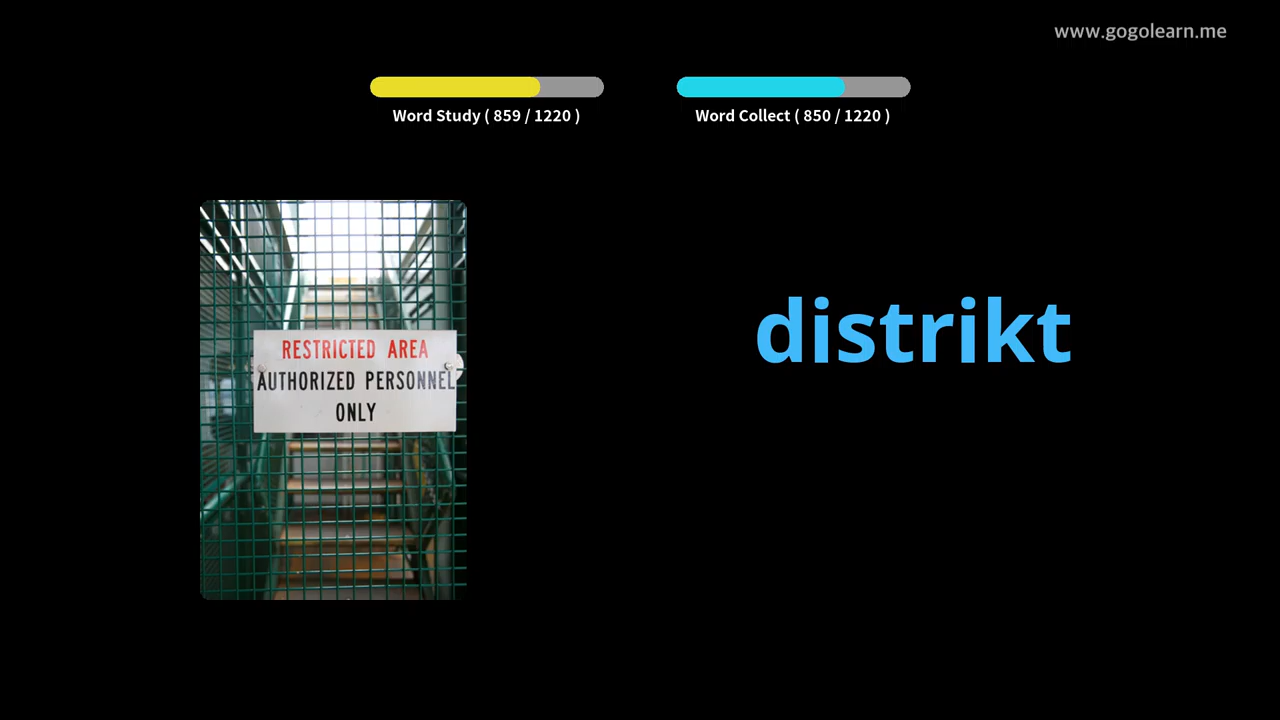 www.gogolearn.me
Word Study ( 859 / 1220 )
Word Collect ( 850 / 1220 )
RESTRICTED AREA
AUTHORIZED PERSONNEL
ONLY
distrikt